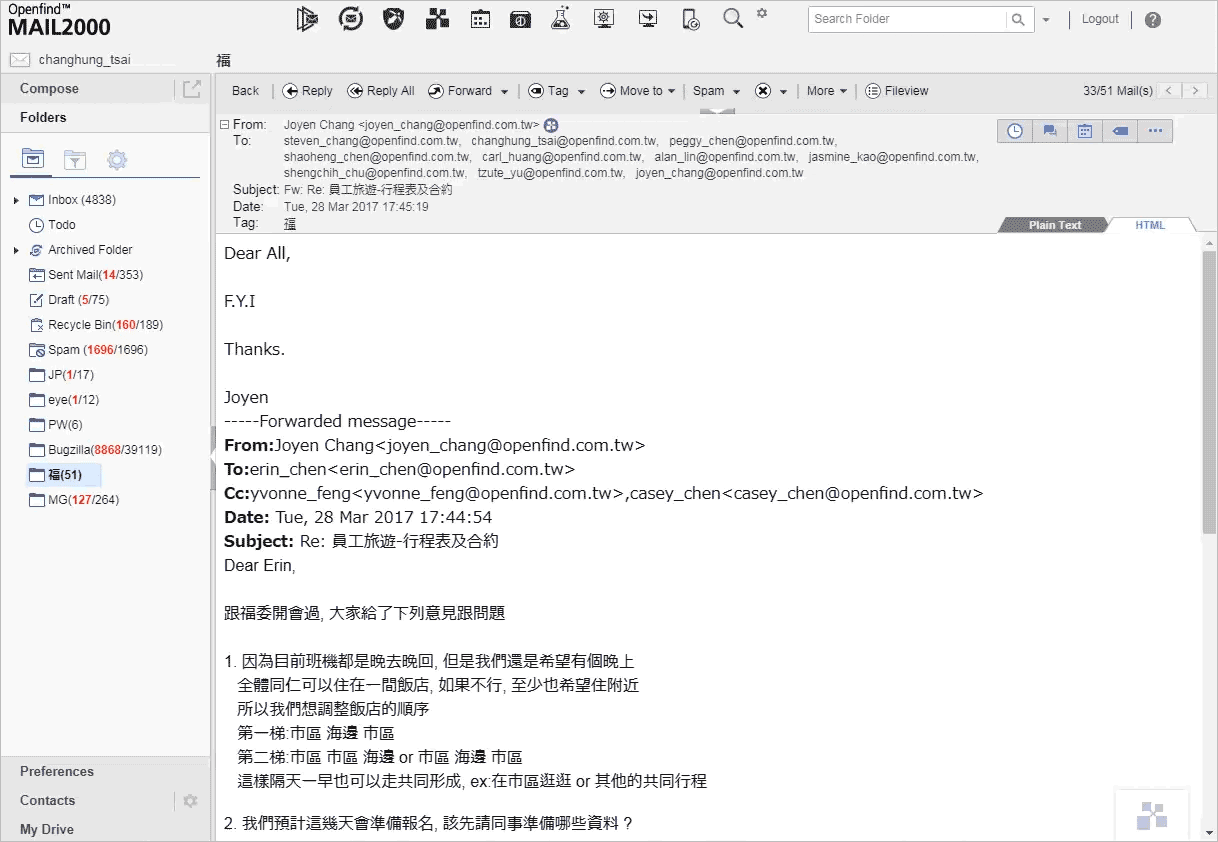 Openfind™
MAIL2000
Search Folder
Logout
changhung_tsai
福
Compose
Back Reply Reply All Forward Tag Move to Spam More Fileview 33/51 Mail(s)
Folders
From: Joyen Chang <joyen_chang@openfind.com.tw>
To: steven_chang@openfind.com.tw, changhung_tsai@openfind.com.tw, peggy_chen@openfind.com.tw,
shaoheng_chen@openfind.com.tw, carl_huang@openfind.com.tw, alan_lin@openfind.com.tw, jasmine_kao@openfind.com.tw,
shengchih_chu@openfind.com.tw, tzute_yu@openfind.com.tw, joyen_chang@openfind.com.tw
Subject: Fw: Re: 員工旅遊-行程表及合約
Date: Tue, 28 Mar 2017 17:45:19
Tag: 福
Plain Text HTML
Inbox (4838)
Todo
Archived Folder
Sent Mail(14/353)
Draft (5/75)
Recycle Bin(160/189)
Spam (1696/1696)
JP(1/17)
eye(1/12)
PW(6)
Bugzilla(8868/39119)
福(51)
MG(127/264)
Preferences
Contacts
My Drive
Dear All,
F.Y.I
Thanks.
Joyen
-----Forwarded message-----
From:Joyen Chang<joyen_chang@openfind.com.tw>
To:erin_chen<erin_chen@openfind.com.tw>
Cc:yvonne_feng<yvonne_feng@openfind.com.tw>,casey_chen<casey_chen@openfind.com.tw>
Date: Tue, 28 Mar 2017 17:44:54
Subject: Re: 員工旅遊-行程表及合約
Dear Erin,
跟福委開會過, 大家給了下列意見跟問題
1. 因為目前班機都是晚去晚回, 但是我們還是希望有個晚上
全體同仁可以住在一間飯店, 如果不行, 至少也希望住附近
所以我們想調整飯店的順序
第一梯:市區 海邊 市區
第二梯:市區 市區 海邊 or 市區 海邊 市區
這樣隔天一早也可以走共同形成, ex:在市區逛逛 or 其他的共同行程
2. 我們預計這幾天會準備報名, 該先請同事準備哪些資料 ?